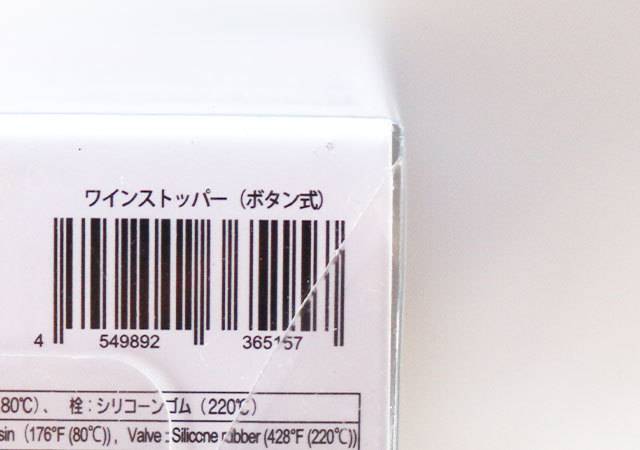 ワインストッパー（ボタン式）
4 549892 365157
80℃）、 栓：シリコーンゴム（220℃）
sin（176°F (80℃)）, Valve : Silicone rubber (428°F (220℃))